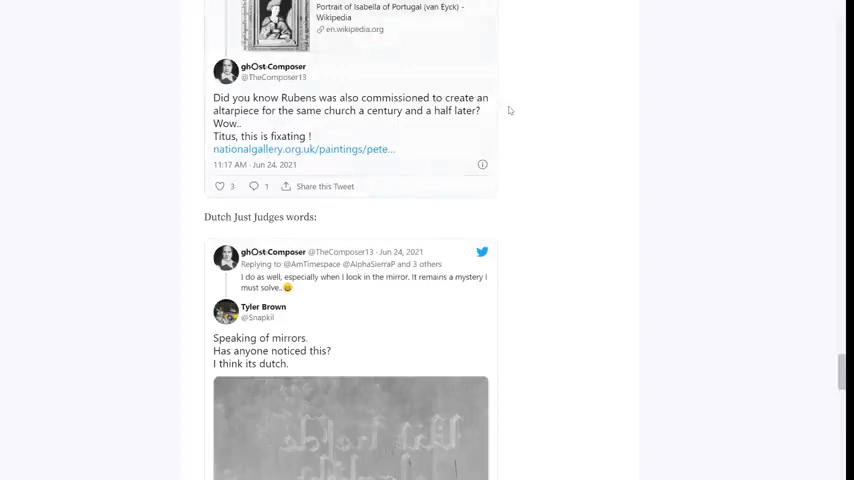 Portrait of Isabella of Portugal (van Eyck) -
Wikipedia
en.wikipedia.org
gh⭘st Composer
@TheComposer13
Did you know Rubens was also commissioned to create an
altarpiece for the same church a century and a half later?
Wow..
Titus, this is fixating !
nationalgallery.org.uk/paintings/pete...
11:17 AM · Jun 24, 2021
3 1 Share this Tweet
Dutch Just Judges words:
gh⭘st Composer @TheComposer13 · Jun 24, 2021
Replying to @AmTimespace @AlphaSierraP and 3 others
I do as well, especially when I look in the mirror. It remains a mystery I
must solve..😄
Tyler Brown
@Snapkil
Speaking of mirrors.
Has anyone noticed this?
I think its dutch.